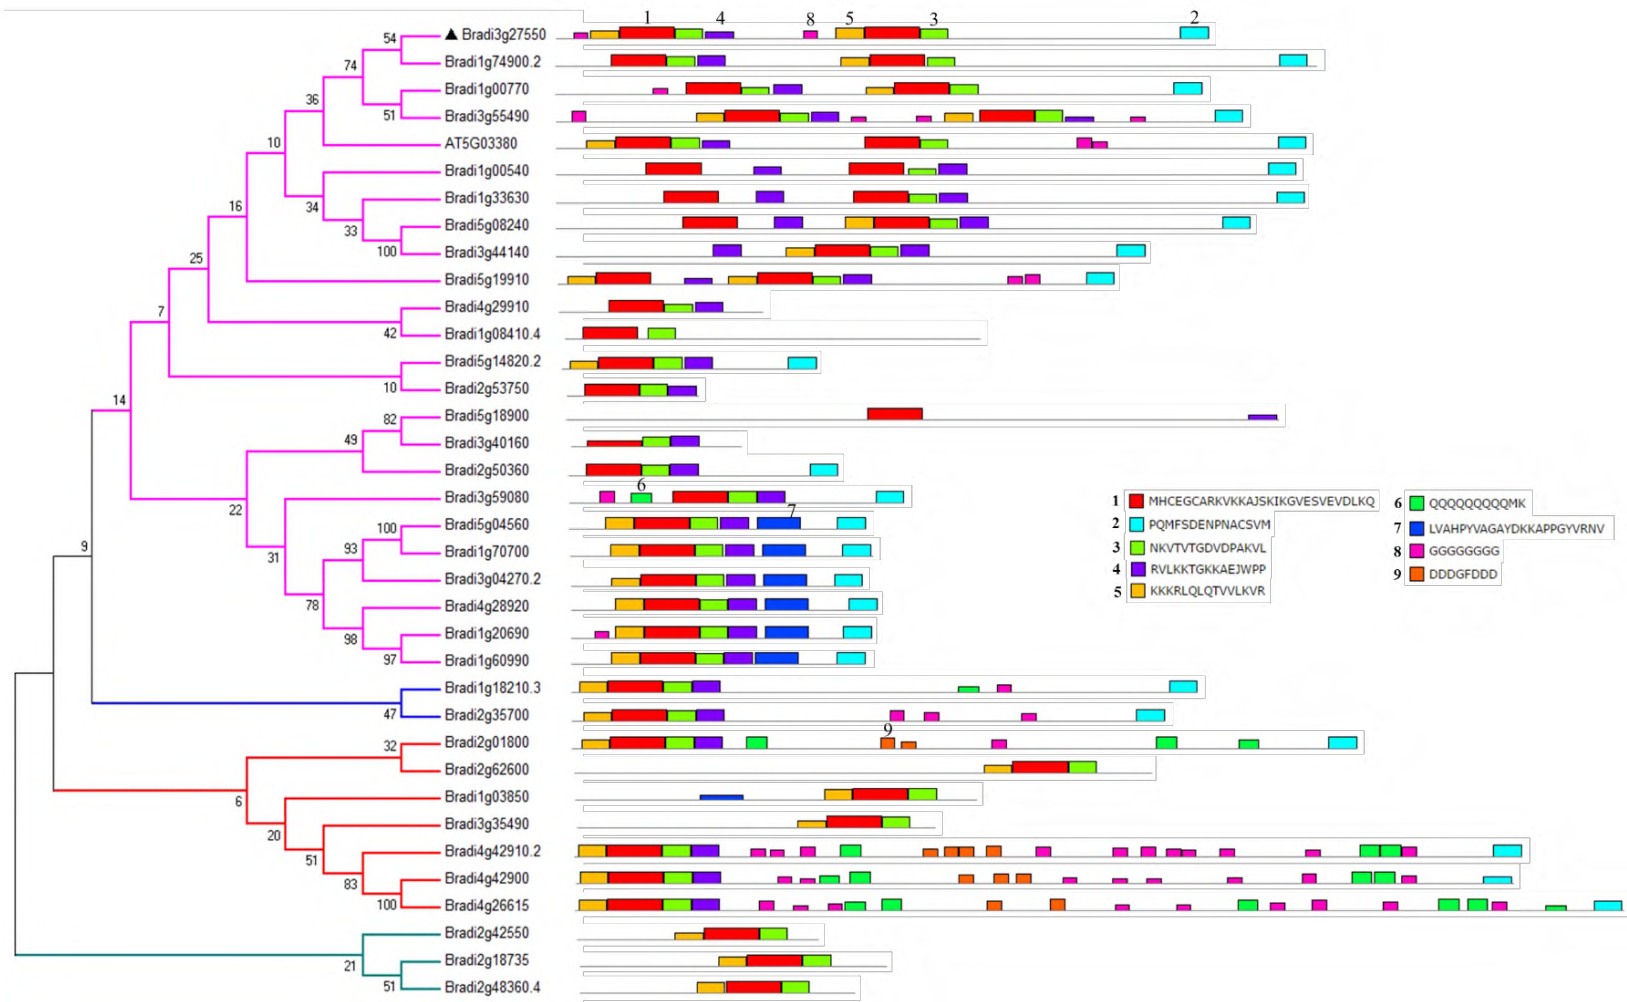 1 4 8 5 3 2
54 ▲ Bradi3g27550
Bradi1g74900.2
74
Bradi1g00770
36
51 Bradi3g55490
10 AT5G03380
Bradi1g00540
16 34 Bradi1g33630
33 Bradi5g08240
25 100 Bradi3g44140
Bradi5g19910
7 Bradi4g29910
42 Bradi1g08410.4
Bradi5g14820.2
10 Bradi2g53750
14 82 Bradi5g18900
49 Bradi3g40160
Bradi2g50360
6
22 Bradi3g59080
7
100 Bradi5g04560
93 Bradi1g70700
9 31 Bradi3g04270.2
78 Bradi4g28920
98 Bradi1g20690
97 Bradi1g60990
Bradi1g18210.3
47 Bradi2g35700
9
32 Bradi2g01800
Bradi2g62600
6 Bradi1g03850
20 Bradi3g35490
51 Bradi4g42910.2
83 Bradi4g42900
100 Bradi4g26615
Bradi2g42550
21 Bradi2g18735
51 Bradi2g48360.4
1 MHCEGCARKVKKAJSKIKGVESVEVDLKQ
2 PQMFSDENPNACSVM
3 NKVTVTGDVDPAKVL
4 RVLKKTGKKAEJWPP
5 KKKRLQLQTVVLKVR
6 QQQQQQQQQMK
7 LVAHPYVAGAYDKKAPPGYVRNV
8 GGGGGGGG
9 DDDGFDDD